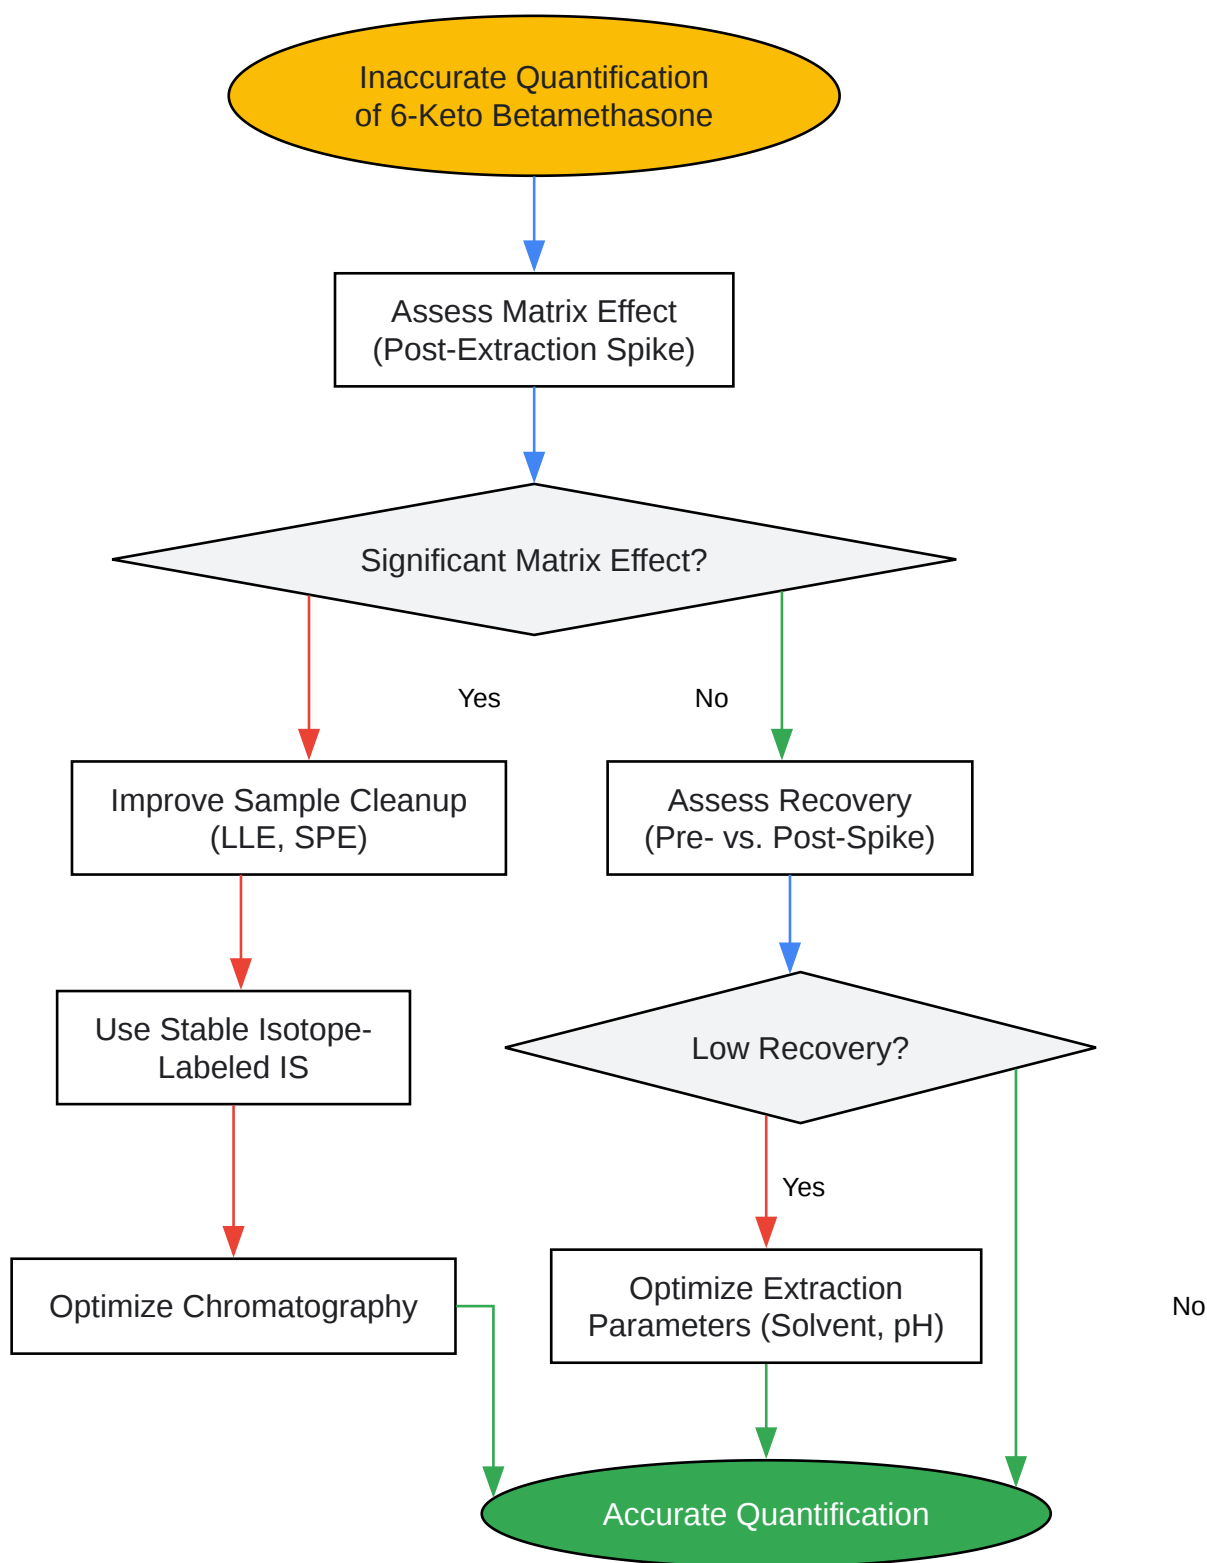 Inaccurate Quantification
of 6-Keto Betamethasone
Assess Matrix Effect
(Post-Extraction Spike)
Significant Matrix Effect?
Yes
No
Improve Sample Cleanup
(LLE, SPE)
Assess Recovery
(Pre- vs. Post-Spike)
Use Stable Isotope-
Labeled IS
Low Recovery?
Yes
Optimize Chromatography
Optimize Extraction
Parameters (Solvent, pH)
No
Accurate Quantification